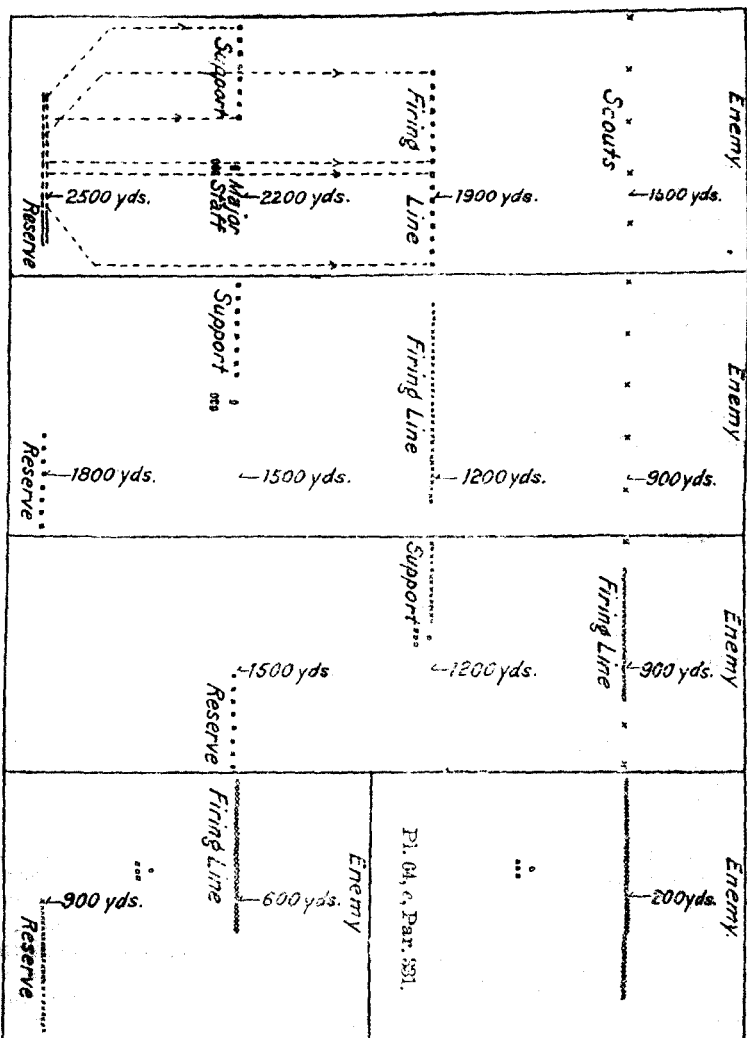 Enemy.
Scouts
1600 yds.
Firing Line
1900 yds.
Support
Major
Staff
2200 yds.
2500 yds.
Reserve
Enemy
900 yds.
Firing Line
1200 yds.
Support
1500 yds.
1800 yds.
Reserve
Enemy
Firing Line
900 yds.
Support
1200 yds.
1500 yds
Reserve
Enemy.
200 yds.
Pl. 64, c, Par.
Enemy
Firing Line
600 yds.
900 yds.
Reserve